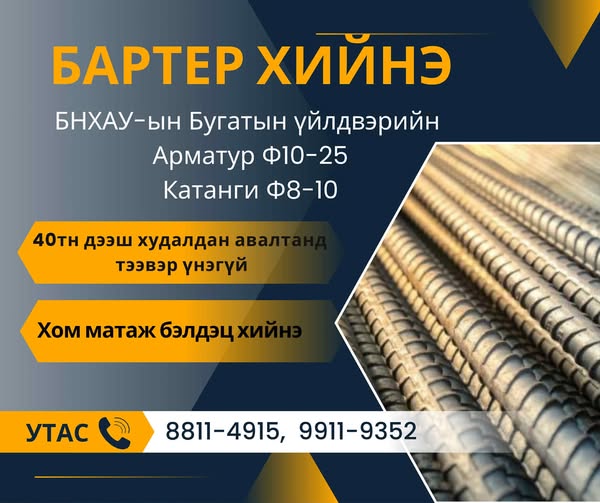 БАРТЕР ХИЙНЭ
БНХАУ-ын Бугатын үйлдвэрийн
Арматур Ф10-25
Катанги Ф8-10
40тн дээш худалдан авалтанд
тээвэр үнэгүй
Хом матаж бэлдэц хийнэ
УТАС 8811-4915, 9911-9352